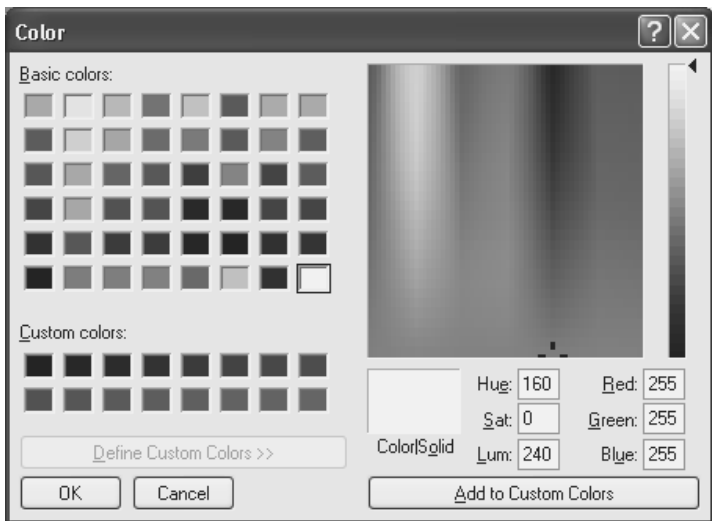 Color
Basic colors:
Custom colors:
Define Custom Colors >>
OK
Cancel
Color|Solid
Hue: 160
Sat: 0
Lum: 240
Red: 255
Green: 255
Blue: 255
Add to Custom Colors